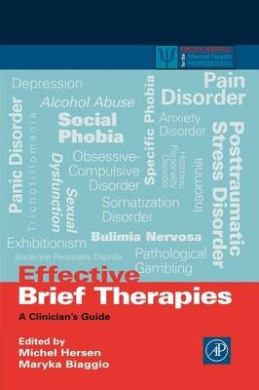 PRACTICAL RESOURCES
for the
Mental Health
PROFESSIONAL
Depression
Pain
Disorder
Alcohol Abuse
Social
Phobia
Specific Phobia
Anxiety
Disorder
Panic Disorder
Trichotillomania
Sexual
Dysfunction
Obsessive-
Compulsive
Disorder
Histrionic
Personality
Disorder
Insomnia
Posttraumatic
Stress Disorder
Somatization
Disorder
Bulimia Nervosa
Exhibitionism
Pathological
Gambling
Borderline Personality Disorder
Effective
Brief Therapies
A Clinician's Guide
Edited by
Michel Hersen
Maryka Biaggio
AP